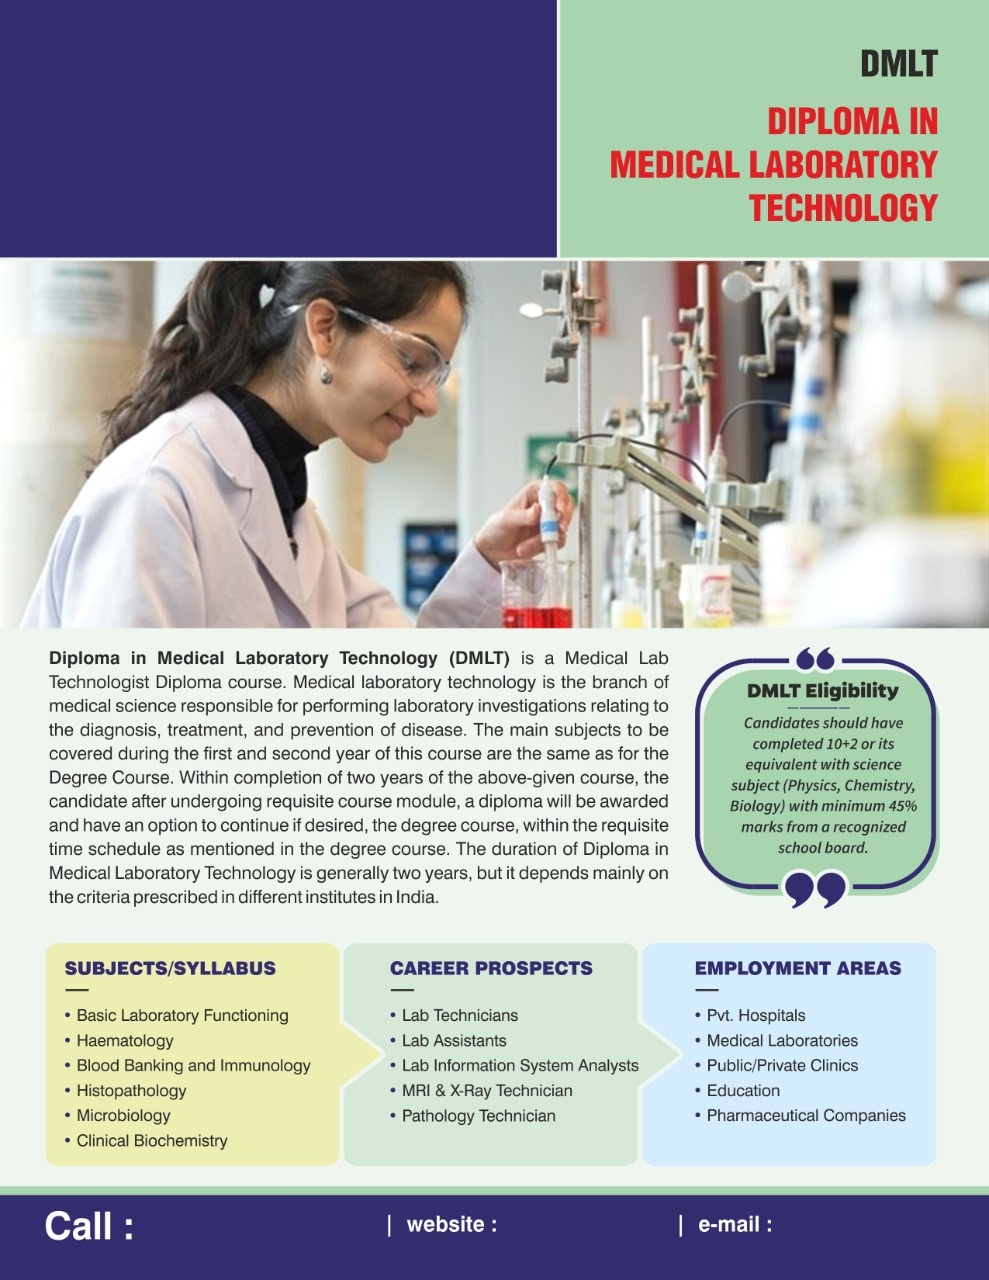 DMLT
DIPLOMA IN
MEDICAL LABORATORY
TECHNOLOGY
Diploma in Medical Laboratory Technology (DMLT) is a Medical Lab
Technologist Diploma course. Medical laboratory technology is the branch of
medical science responsible for performing laboratory investigations relating to
the diagnosis, treatment, and prevention of disease. The main subjects to be
covered during the first and second year of this course are the same as for the
Degree Course. Within completion of two years of the above-given course, the
candidate after undergoing requisite course module, a diploma will be awarded
and have an option to continue if desired, the degree course, within the requisite
time schedule as mentioned in the degree course. The duration of Diploma in
Medical Laboratory Technology is generally two years, but it depends mainly on
the criteria prescribed in different institutes in India.
DMLT Eligibility
Candidates should have
completed 10+2 or its
equivalent with science
subject (Physics, Chemistry,
Biology) with minimum 45%
marks from a recognized
school board.
SUBJECTS/SYLLABUS
• Basic Laboratory Functioning
• Haematology
• Blood Banking and Immunology
• Histopathology
• Microbiology
• Clinical Biochemistry
CAREER PROSPECTS
• Lab Technicians
• Lab Assistants
• Lab Information System Analysts
• MRI & X-Ray Technician
• Pathology Technician
EMPLOYMENT AREAS
• Pvt. Hospitals
• Medical Laboratories
• Public/Private Clinics
• Education
• Pharmaceutical Companies
Call : | website : | e-mail :